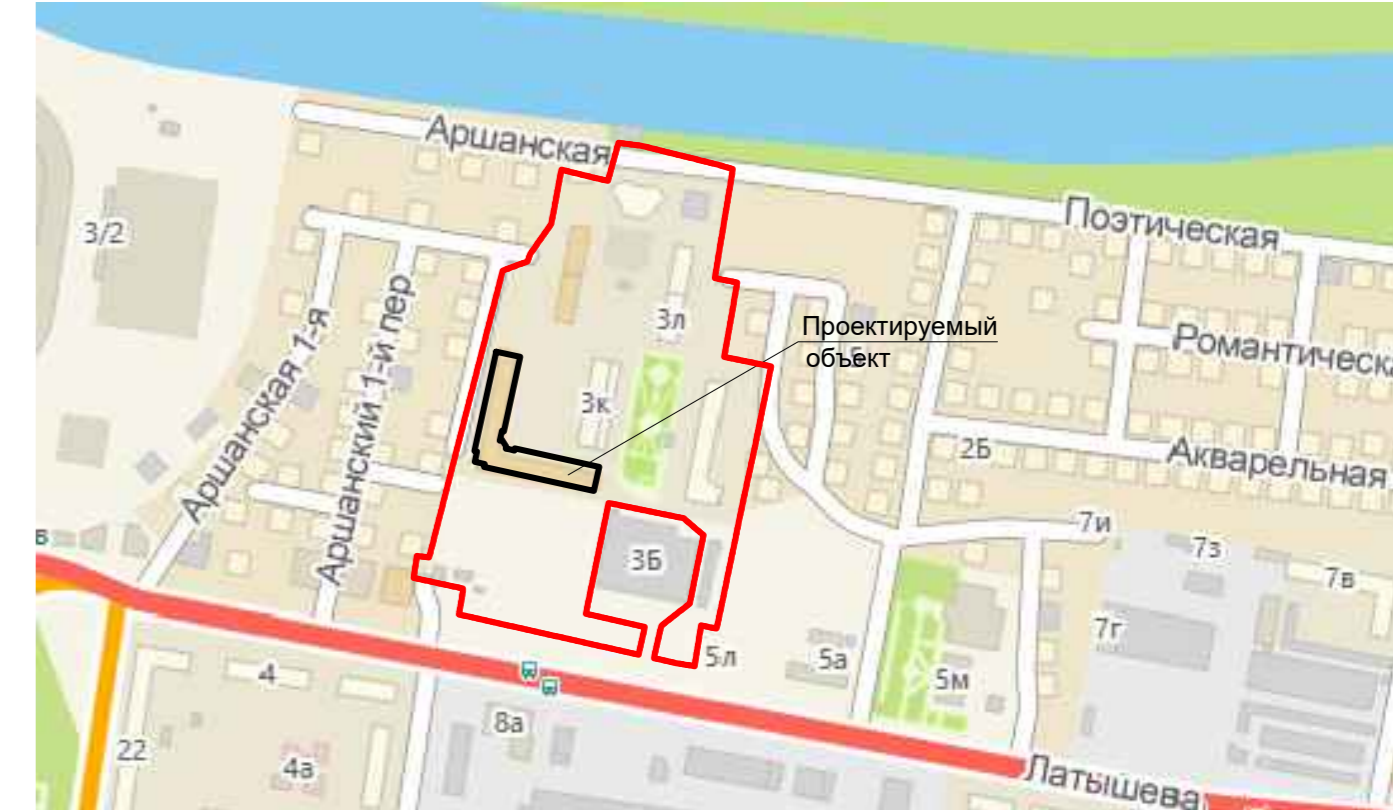 Аршанская
3/2
Поэтическая
Аршанская 1-я
Аршанский 1-й пер
3л
Проектируемый
объект
Романтическа
3к
2Б
Акварельная
7и
7з
3Б
7в
7г
5л
5а
5м
4
8а
22
4а
Латышева